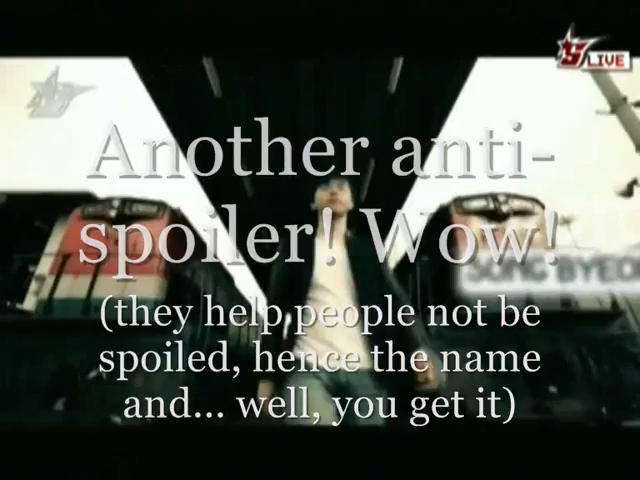 LIVE
Another anti-
spoiler! Wow!
SONG BYEO
(they help people not be
spoiled, hence the name
and... well, you get it)